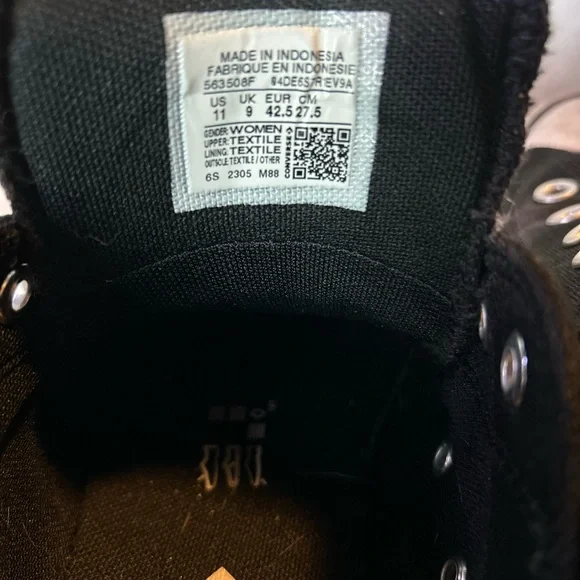 MADE IN INDONESIA
FABRIQUE EN INDONESIE
563508F
US UK EUR CM
11 9 42.5 27.5
GENDER: WOMEN
UPPER: TEXTILE
LINING: TEXTILE
OUTSOLE: TEXTILE / OTHER
CONVERSE
6S 2305 M88